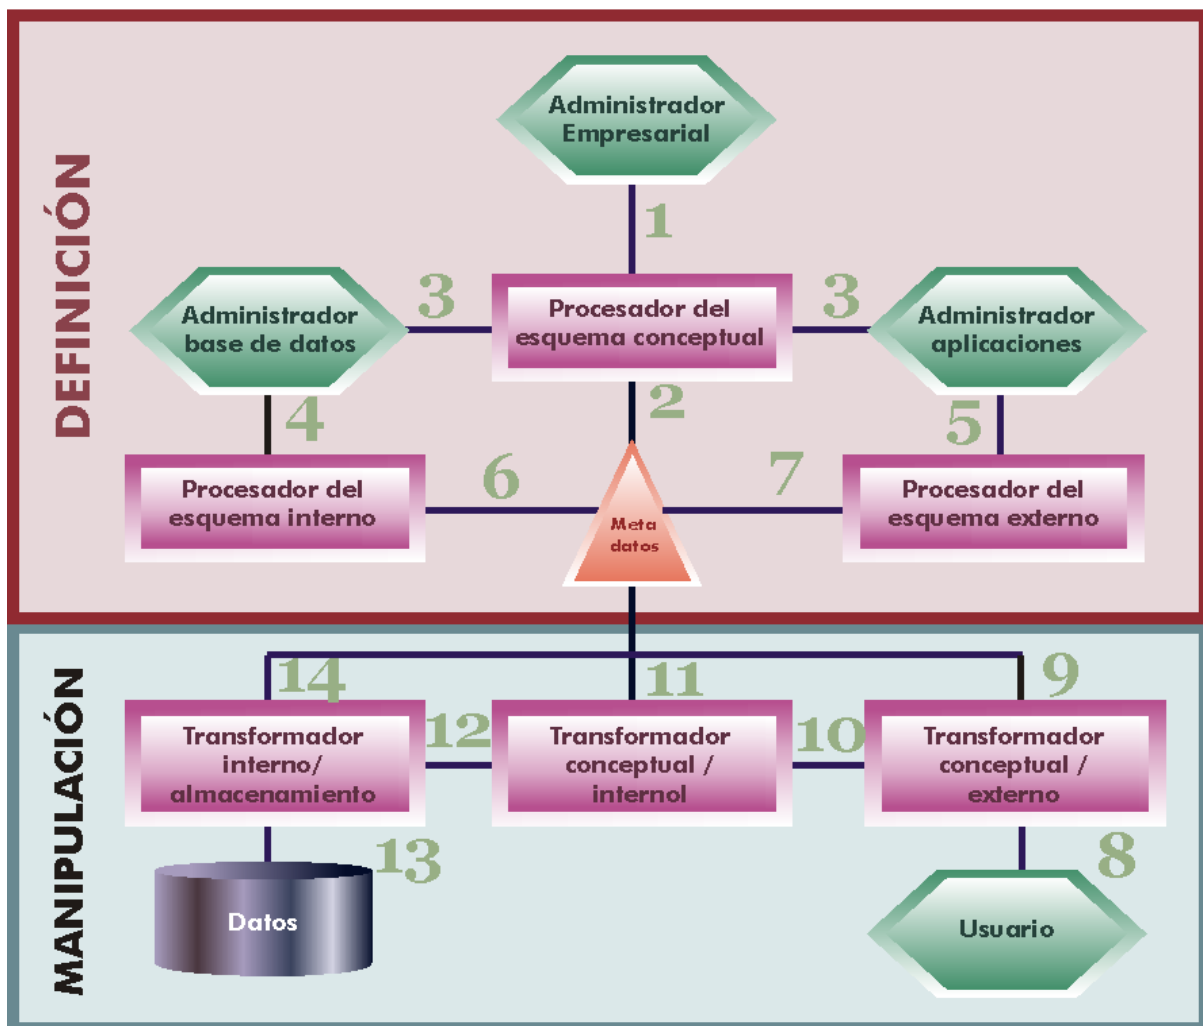 DEFINICIÓN
Administrador
Empresarial
1
Administrador
base de datos
3
Procesador del
esquema conceptual
3
Administrador
aplicaciones
4
2
5
Procesador del
esquema interno
6
Meta
datos
7
Procesador del
esquema externo
MANIPULACIÓN
14
11
9
Transformador
interno/
almacenamiento
12
Transformador
conceptual /
internol
10
Transformador
conceptual /
externo
13
8
Datos
Usuario